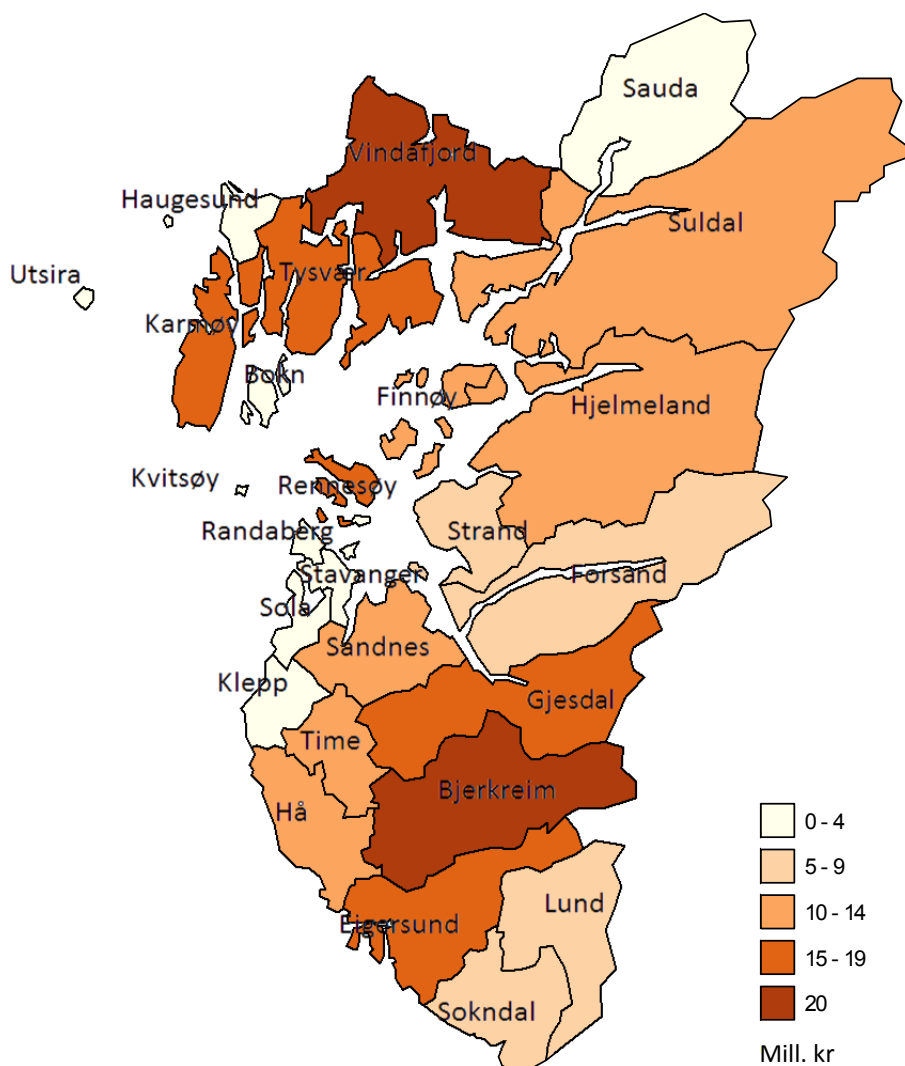 Sauda
Vindafjord
Haugesund
Suldal
Utsira
Tysvær
Karmøy
Bokn
Finnøy
Hjelmeland
Kvitsøy
Rennesøy
Randaberg
Strand
Stavanger
Forsand
Sola
Sandnes
Klepp
Gjesdal
Time
Bjerkreim
Hå
Lund
Eigersund
Sokndal
0 - 4
5 - 9
10 - 14
15 - 19
20
Mill. kr